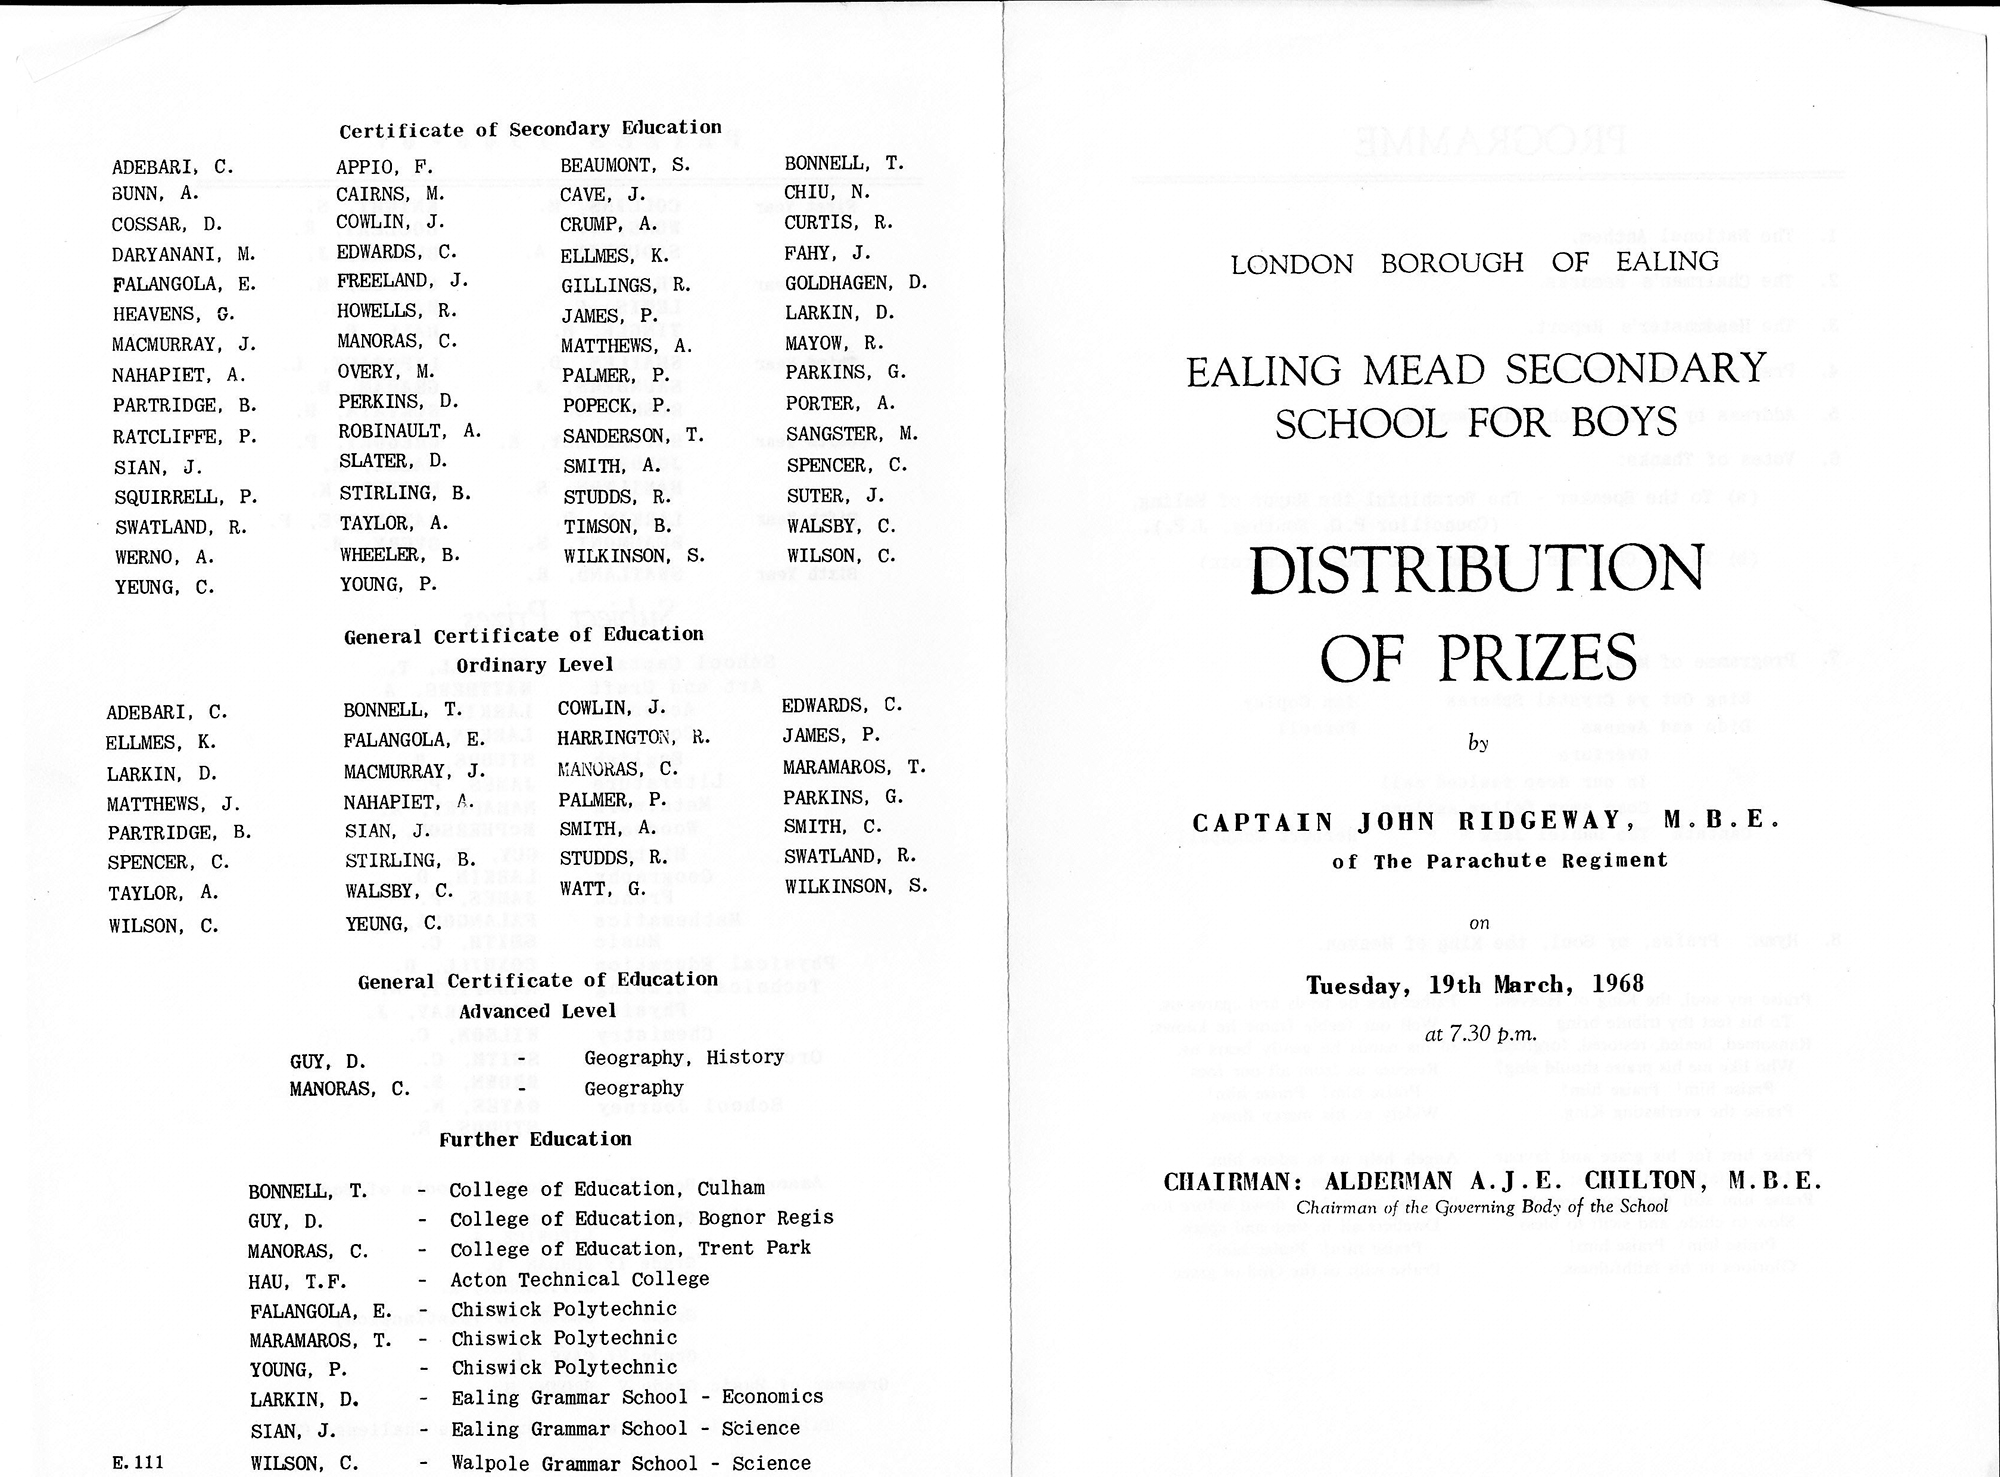 Certificate of Secondary Education
ADEBARI, C. APPIO, F. BEAUMONT, S. BONNELL, T.
BUNN, A. CAIRNS, M. CAVE, J. CHIU, N.
COSSAR, D. COWLIN, J. CRUMP, A. CURTIS, R.
DARYANANI, M. EDWARDS, C. ELLMES, K. FAHY, J.
FALANGOLA, E. FREELAND, J. GILLINGS, R. GOLDHAGEN, D.
HEAVENS, G. HOWELLS, R. JAMES, P. LARKIN, D.
MACMURRAY, J. MANORAS, C. MATTHEWS, A. MAYOW, R.
NAHAPIET, A. OVERY, M. PALMER, P. PARKINS, G.
PARTRIDGE, B. PERKINS, D. POPECK, P. PORTER, A.
RATCLIFFE, P. ROBINAULT, A. SANDERSON, T. SANGSTER, M.
SIAN, J. SLATER, D. SMITH, A. SPENCER, C.
SQUIRRELL, P. STIRLING, B. STUDDS, R. SUTER, J.
SWATLAND, R. TAYLOR, A. TIMSON, B. WALSBY, C.
WERNO, A. WHEELER, B. WILKINSON, S. WILSON, C.
YEUNG, C. YOUNG, P.
General Certificate of Education
Ordinary Level
ADEBARI, C. BONNELL, T. COWLIN, J. EDWARDS, C.
ELLMES, K. FALANGOLA, E. HARRINGTON, R. JAMES, P.
LARKIN, D. MACMURRAY, J. MANORAS, C. MARAMAROS, T.
MATTHEWS, J. NAHAPIET, A. PALMER, P. PARKINS, G.
PARTRIDGE, B. SIAN, J. SMITH, A. SMITH, C.
SPENCER, C. STIRLING, B. STUDDS, R. SWATLAND, R.
TAYLOR, A. WALSBY, C. WATT, G. WILKINSON, S.
WILSON, C. YEUNG, C.
General Certificate of Education
Advanced Level
GUY, D. - Geography, History
MANORAS, C. - Geography
Further Education
BONNELL, T. - College of Education, Culham
GUY, D. - College of Education, Bognor Regis
MANORAS, C. - College of Education, Trent Park
HAU, T.F. - Acton Technical College
FALANGOLA, E. - Chiswick Polytechnic
MARAMAROS, T. - Chiswick Polytechnic
YOUNG, P. - Chiswick Polytechnic
LARKIN, D. - Ealing Grammar School - Economics
SIAN, J. - Ealing Grammar School - Science
E.111 WILSON, C. - Walpole Grammar School - Science
LONDON BOROUGH OF EALING
EALING MEAD SECONDARY
SCHOOL FOR BOYS
DISTRIBUTION
OF PRIZES
by
CAPTAIN JOHN RIDGEWAY, M.B.E.
of The Parachute Regiment
on
Tuesday, 19th March, 1968
at 7.30 p.m.
CHAIRMAN: ALDERMAN A.J.E. CHILTON, M.B.E.
Chairman of the Governing Body of the School